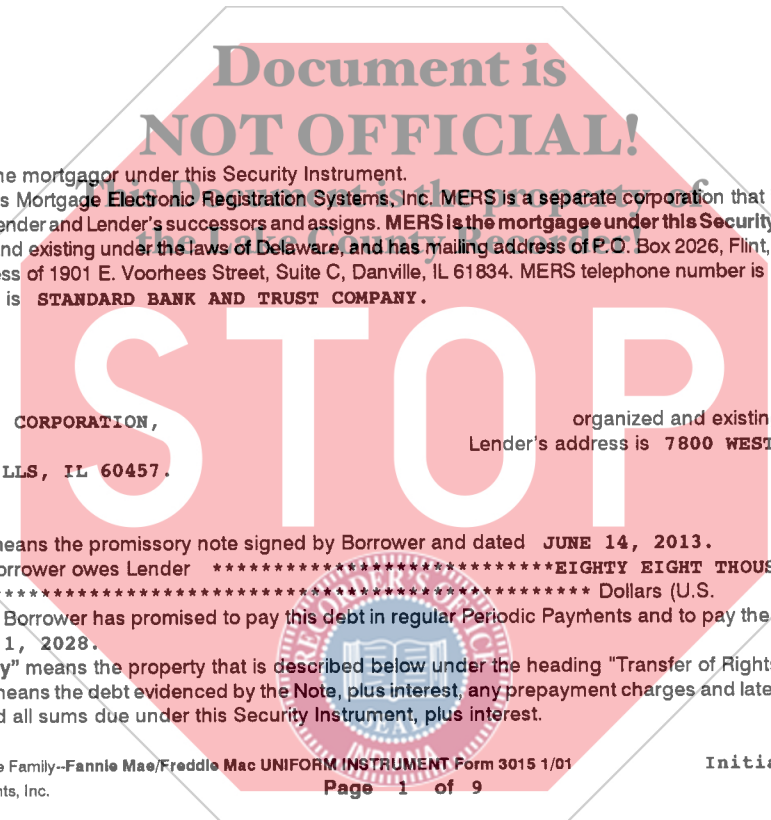 Document is
NOT OFFICIAL!
This Document is the property of
the Lake County Recorder!
he mortgagor under this Security Instrument.
s Mortgage Electronic Registration Systems, Inc. MERS is a separate corporation that
ender and Lender's successors and assigns. MERS is the mortgagee under this Security
nd existing under the laws of Delaware, and has mailing address of P.O. Box 2026, Flint,
ess of 1901 E. Voorhees Street, Suite C, Danville, IL 61834. MERS telephone number is
is STANDARD BANK AND TRUST COMPANY.
STOP
CORPORATION, organized and existin
Lender's address is 7800 WEST
LLS, IL 60457.
neans the promissory note signed by Borrower and dated JUNE 14, 2013.
orrower owes Lender ****************************EIGHTY EIGHT THOUS
************************************************* Dollars (U.S.
Borrower has promised to pay this debt in regular Periodic Payments and to pay the
1, 2028.
y" means the property that is described below under the heading "Transfer of Rights
neans the debt evidenced by the Note, plus interest, any prepayment charges and late
d all sums due under this Security Instrument, plus interest.
RECORDER'S OFFICE
SEAL
INDIANA
e Family--Fannie Mae/Freddie Mac UNIFORM INSTRUMENT Form 3015 1/01 Initia
nts, Inc. Page 1 of 9